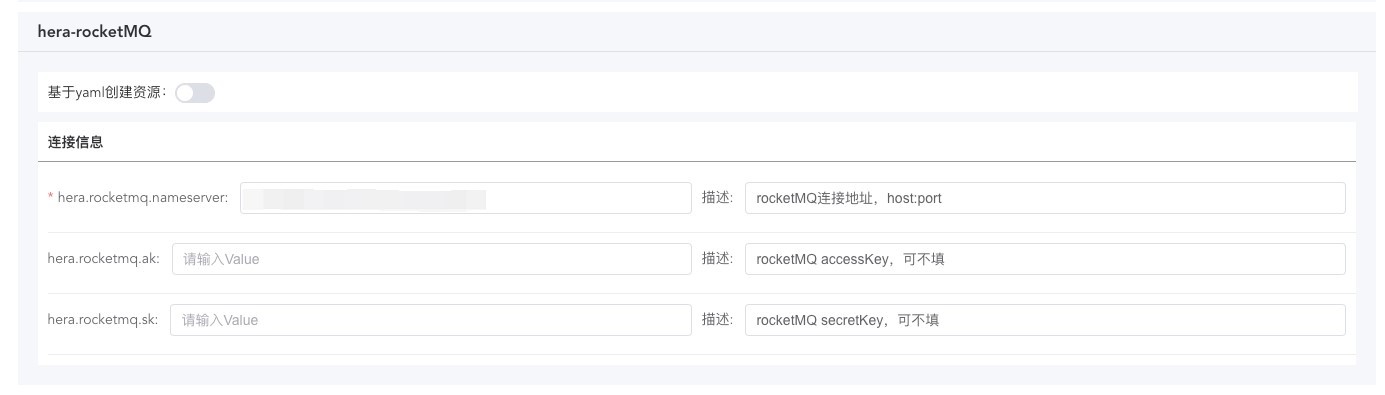 hera-rocketMQ
基于yaml创建资源：
连接信息
* hera.rocketmq.nameserver: 描述: rocketMQ连接地址，host:port
hera.rocketmq.ak: 请输入Value 描述: rocketMQ accessKey，可不填
hera.rocketmq.sk: 请输入Value 描述: rocketMQ secretKey，可不填